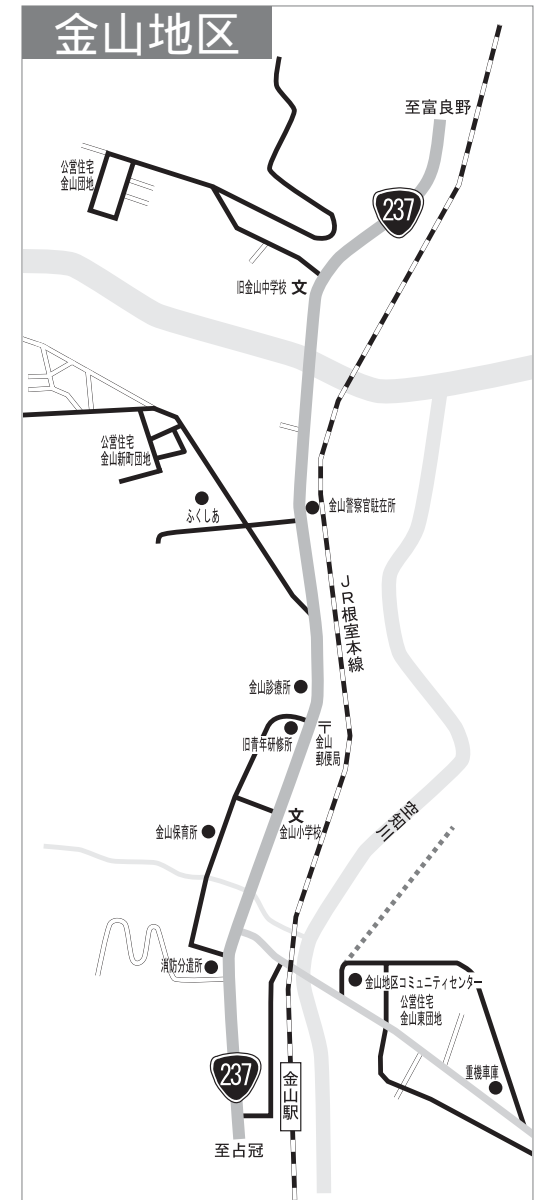 金山地区
至富良野
237
公営住宅
金山団地
旧金山中学校
文
公営住宅
金山新町団地
ふくしあ
金山警察官駐在所
JR根室本線
金山診療所
旧青年研修所
〒
金山
郵便局
空知川
文
金山小学校
金山保育所
消防分遣所
金山地区コミュニティセンター
公営住宅
金山東団地
重機車庫
237
金山駅
至占冠